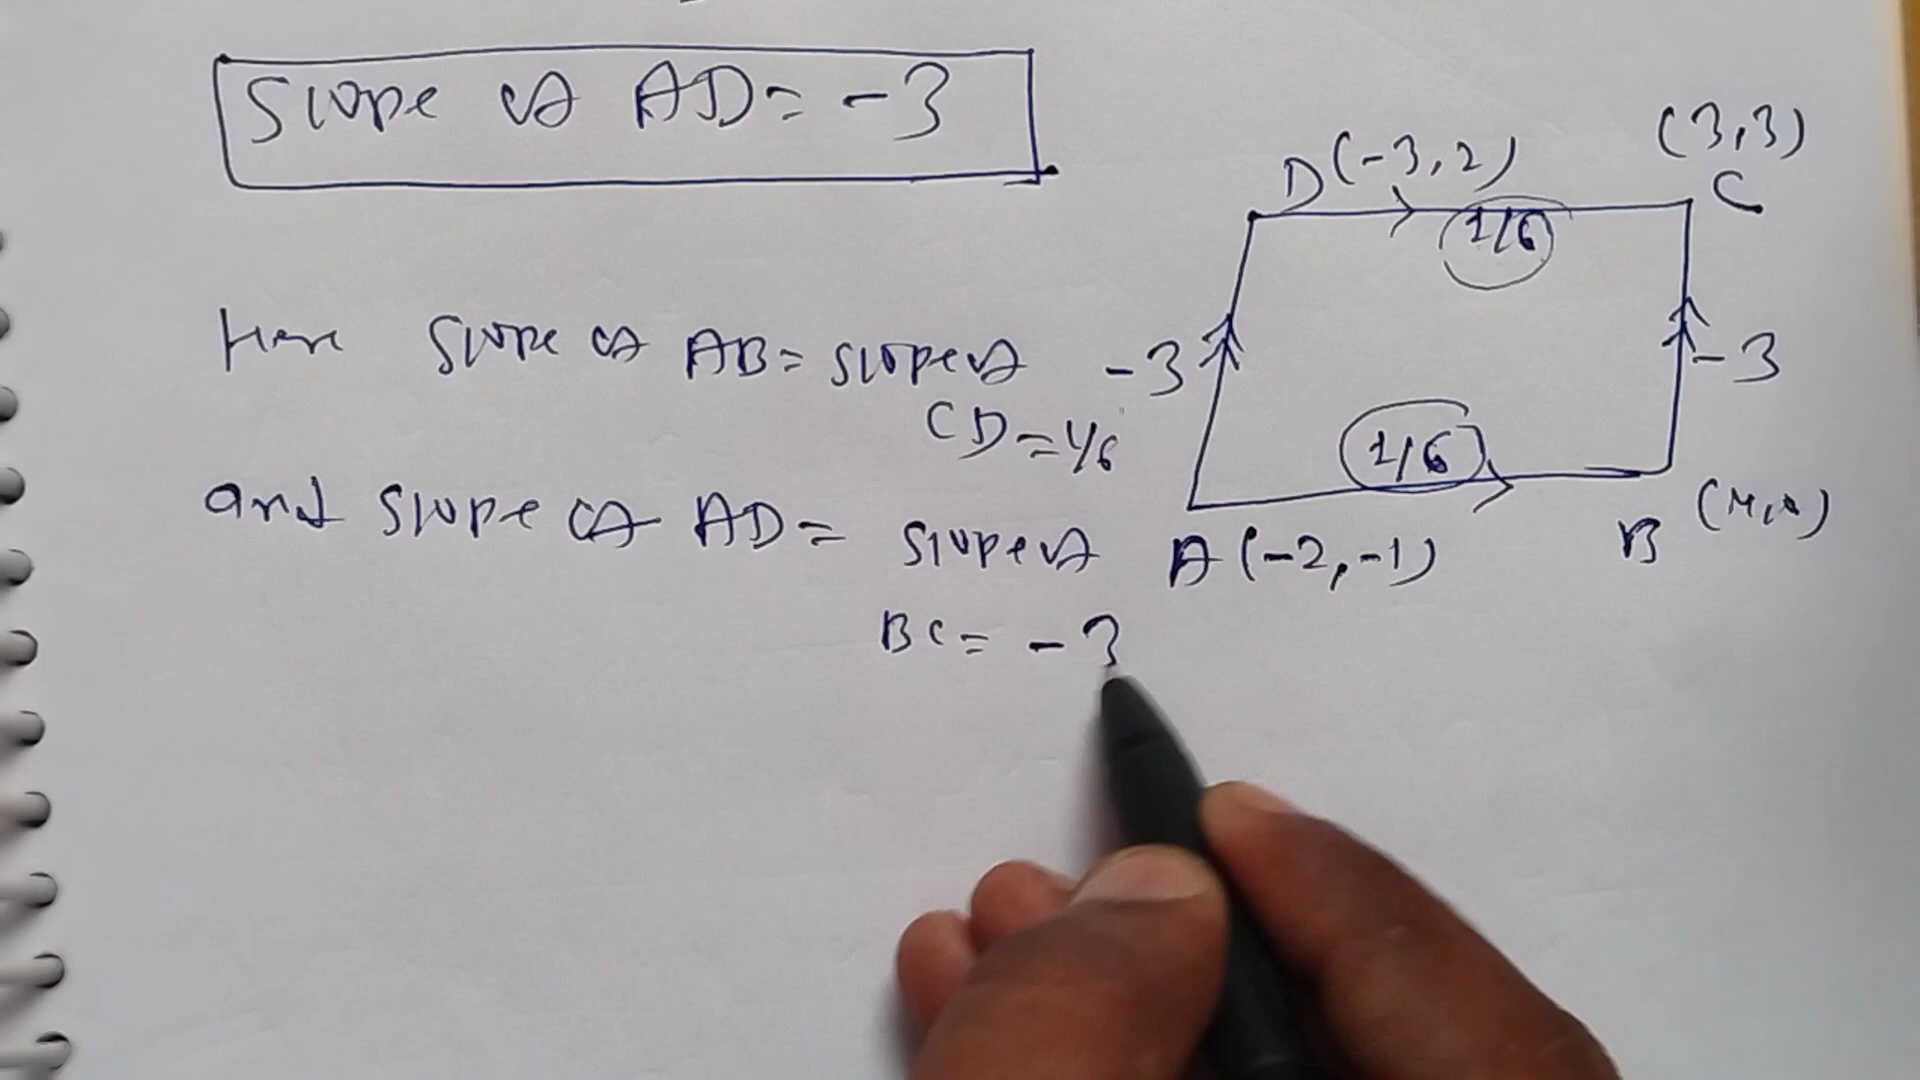 Slope of AD = -3
D(-3,2)
(3,3)
C
1/6
Here Slope of AB = slope of
CD = 1/6
-3
-3
1/6
and slope of AD = slope of
BC = -3
A(-2,-1)
B